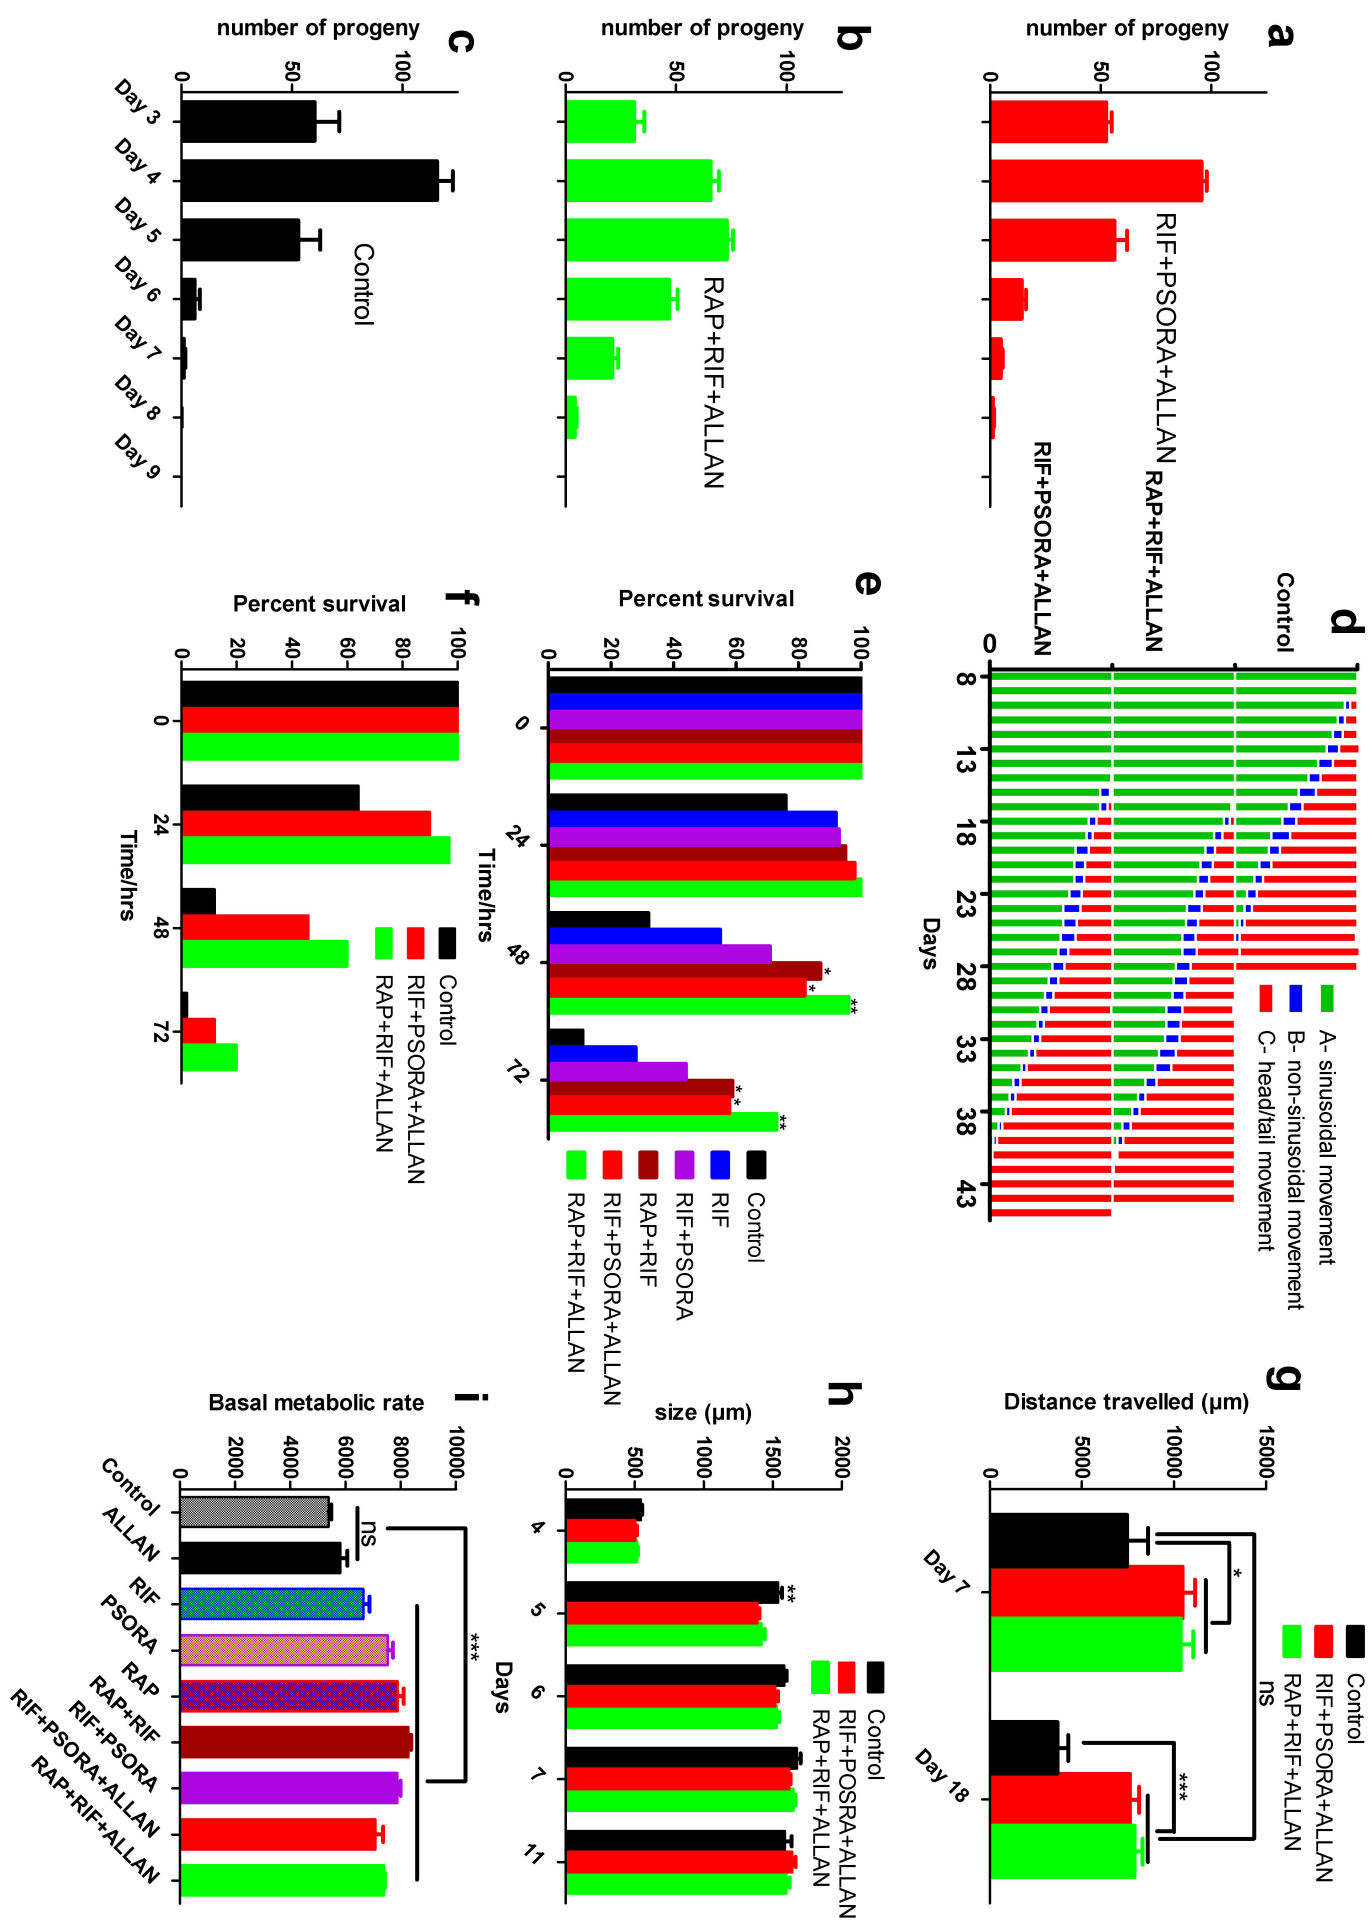 a
number of progeny
0
50
100
RIF+PSORA+ALLAN
b
number of progeny
0
50
100
RAP+RIF+ALLAN
c
number of progeny
0
50
100
Control
Day 3
Day 4
Day 5
Day 6
Day 7
Day 8
Day 9
d
Control
RAP+RIF+ALLAN
RIF+PSORA+ALLAN
0
8
13
18
23
28
33
38
43
Days
A- sinusoidal movement
B- non-sinusoidal movement
C- head/tail movement
e
Percent survival
0
20
40
60
80
100
0
24
48
72
*
*
**
*
*
**
Time/hrs
Control
RIF
RIF+PSORA
RAP+RIF
RIF+PSORA+ALLAN
RAP+RIF+ALLAN
f
Percent survival
0
20
40
60
80
100
0
24
48
72
Time/hrs
Control
RIF+PSORA+ALLAN
RAP+RIF+ALLAN
g
Control
RIF+PSORA+ALLAN
RAP+RIF+ALLAN
Distance travelled (µm)
0
5000
10000
15000
*
ns
***
Day 7
Day 18
h
size (µm)
0
500
1000
1500
2000
**
4
5
6
7
11
Days
Control
RIF+POSRA+ALLAN
RAP+RIF+ALLAN
i
Basal metabolic rate
0
2000
4000
6000
8000
10000
ns
***
Control
ALLAN
RIF
PSORA
RAP
RAP+RIF
RIF+PSORA
RIF+PSORA+ALLAN
RAP+RIF+ALLAN